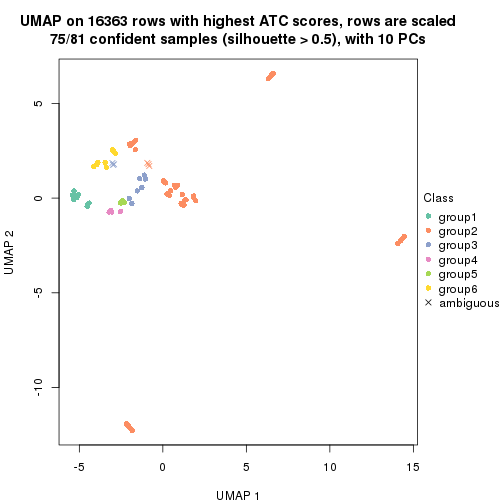 UMAP on 16363 rows with highest ATC scores, rows are scaled
75/81 confident samples (silhouette > 0.5), with 10 PCs
5
0
-5
-10
UMAP 2
-5
0
5
10
15
UMAP 1
Class
group1
group2
group3
group4
group5
group6
ambiguous